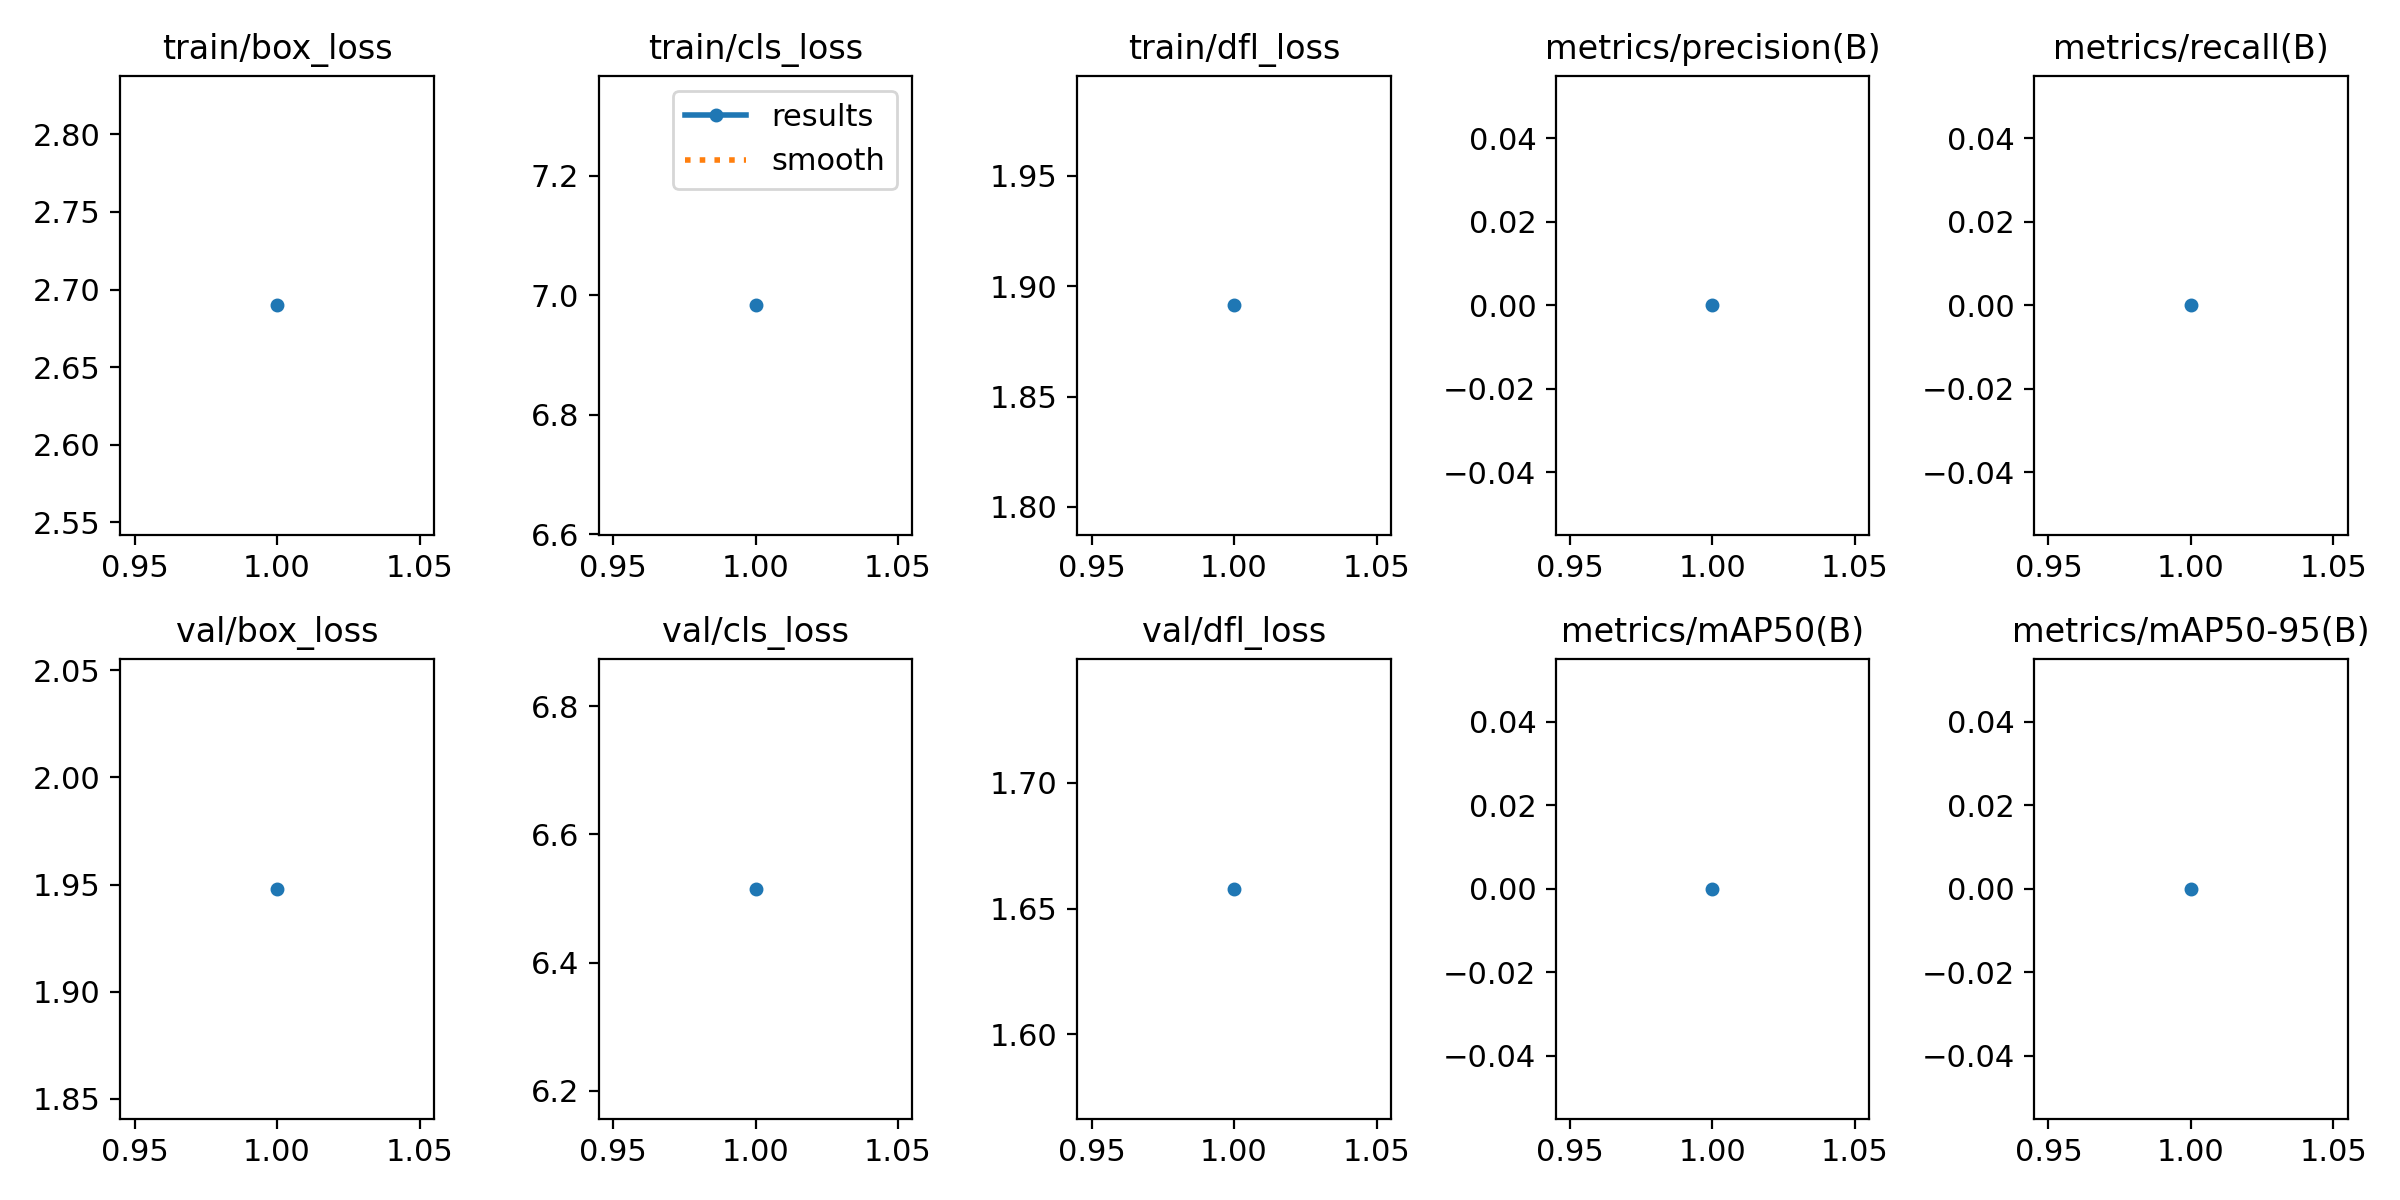 train/box_loss
train/cls_loss
train/dfl_loss
metrics/precision(B)
metrics/recall(B)
2.80
2.75
2.70
2.65
2.60
2.55
0.95 1.00 1.05
results
smooth
7.2
7.0
6.8
6.6
0.95 1.00 1.05
1.95
1.90
1.85
1.80
0.95 1.00 1.05
0.04
0.02
0.00
−0.02
−0.04
0.95 1.00 1.05
0.04
0.02
0.00
−0.02
−0.04
0.95 1.00 1.05
val/box_loss
val/cls_loss
val/dfl_loss
metrics/mAP50(B)
metrics/mAP50-95(B)
2.05
2.00
1.95
1.90
1.85
0.95 1.00 1.05
6.8
6.6
6.4
6.2
0.95 1.00 1.05
1.70
1.65
1.60
0.95 1.00 1.05
0.04
0.02
0.00
−0.02
−0.04
0.95 1.00 1.05
0.04
0.02
0.00
−0.02
−0.04
0.95 1.00 1.05